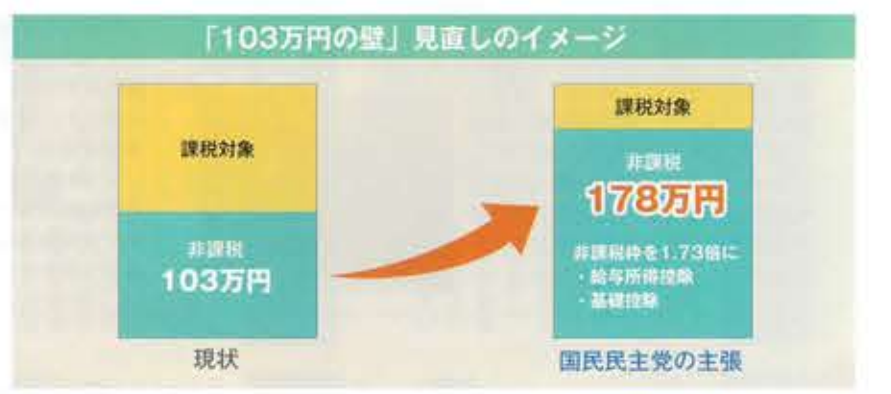 「103万円の壁」見直しのイメージ
課税対象
非課税
103万円
現状
課税対象
非課税
178万円
非課税枠を1.73倍に
・給与所得控除
・基礎控除
国民民主党の主張